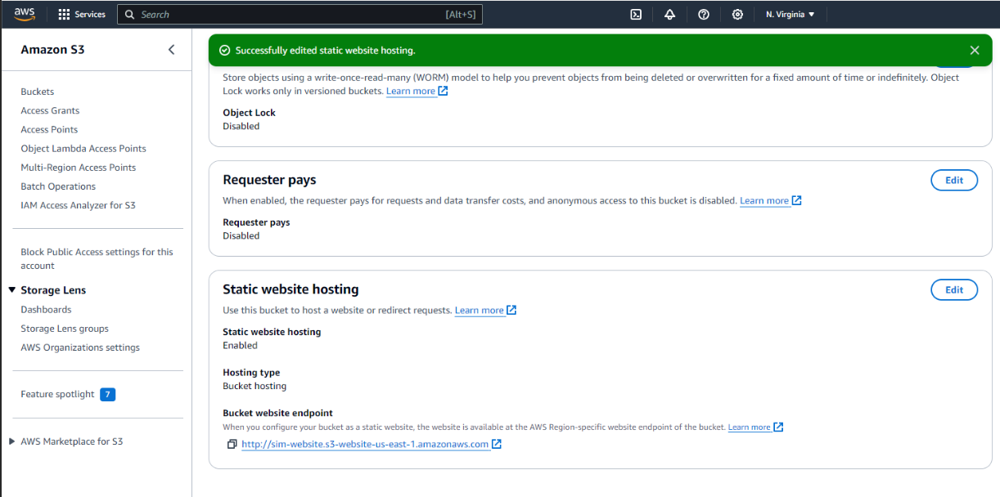 aws
Services
Search
[Alt+S]
N. Virginia
Amazon S3
Buckets
Access Grants
Access Points
Object Lambda Access Points
Multi-Region Access Points
Batch Operations
IAM Access Analyzer for S3
Block Public Access settings for this
account
Storage Lens
Dashboards
Storage Lens groups
AWS Organizations settings
Feature spotlight 7
AWS Marketplace for S3
Successfully edited static website hosting.
Store objects using a write-once-read-many (WORM) model to help you prevent objects from being deleted or overwritten for a fixed amount of time or indefinitely. Object
Lock works only in versioned buckets. Learn more
Object Lock
Disabled
Requester pays
Edit
When enabled, the requester pays for requests and data transfer costs, and anonymous access to this bucket is disabled. Learn more
Requester pays
Disabled
Static website hosting
Edit
Use this bucket to host a website or redirect requests. Learn more
Static website hosting
Enabled
Hosting type
Bucket hosting
Bucket website endpoint
When you configure your bucket as a static website, the website is available at the AWS Region-specific website endpoint of the bucket. Learn more
http://sim-website.s3-website-us-east-1.amazonaws.com